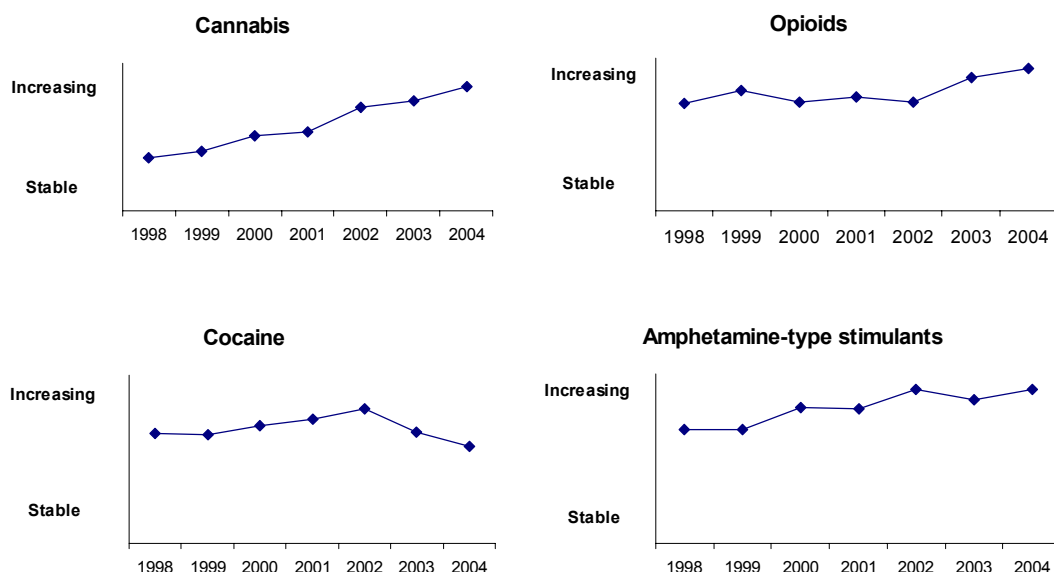 Cannabis
Increasing
Stable
1998 1999 2000 2001 2002 2003 2004
Opioids
Increasing
Stable
1998 1999 2000 2001 2002 2003 2004
Cocaine
Increasing
Stable
1998 1999 2000 2001 2002 2003 2004
Amphetamine-type stimulants
Increasing
Stable
1998 1999 2000 2001 2002 2003 2004